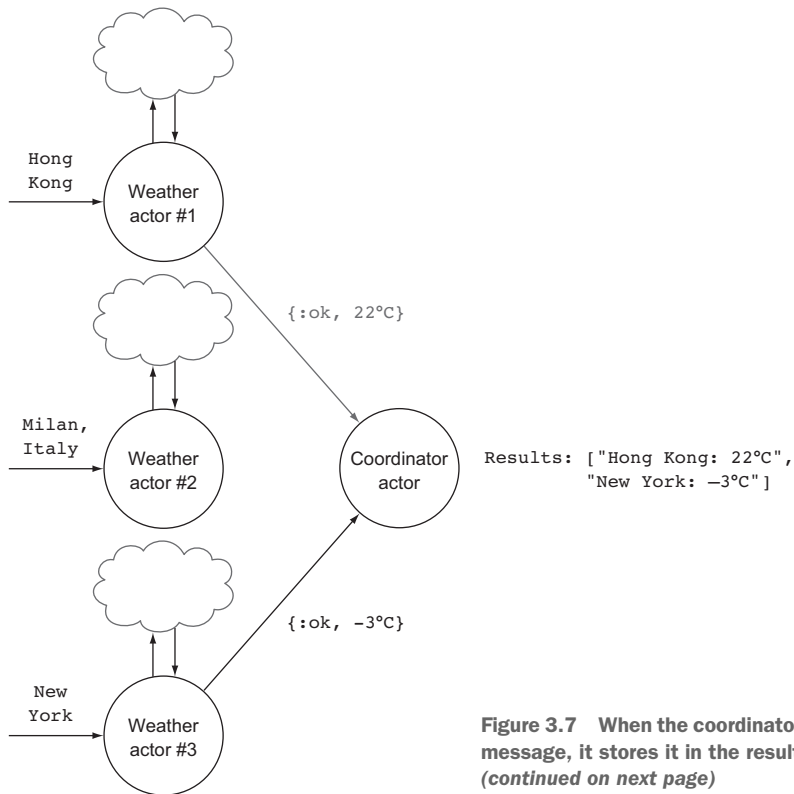 Hong
Kong
Weather
actor #1
{:ok, 22°C}
Milan,
Italy
Weather
actor #2
Coordinator
actor
Results: ["Hong Kong: 22°C",
"New York: –3°C"]
{:ok, -3°C}
New
York
Weather
actor #3
Figure 3.7 When the coordinato
message, it stores it in the result
(continued on next page)